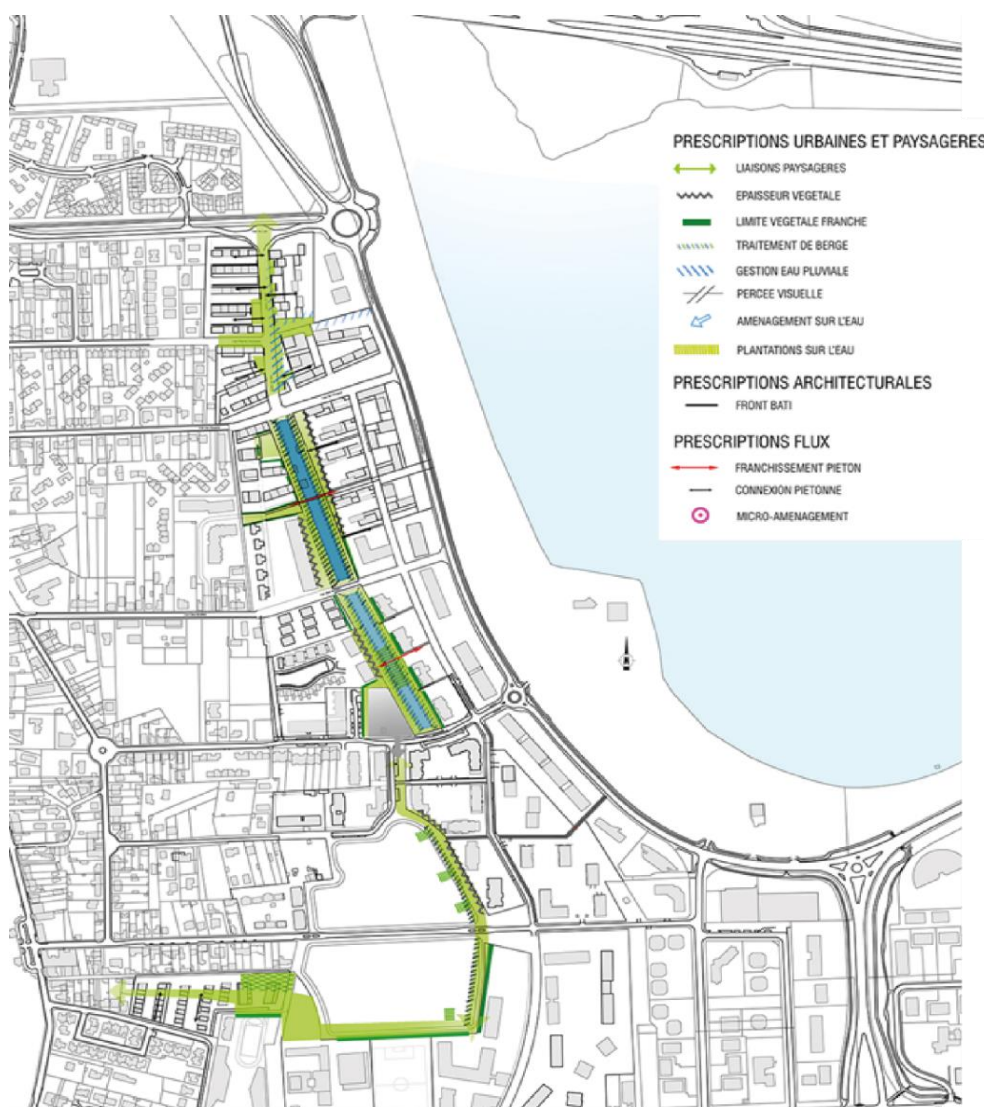 PRESCRIPTIONS URBAINES ET PAYSAGERES
LIAISONS PAYSAGERES
EPAISSEUR VEGETALE
LIMITE VEGETALE FRANCHE
TRAITEMENT DE BERGE
GESTION EAU PLUVIALE
PERCEE VISUELLE
AMENAGEMENT SUR L'EAU
PLANTATIONS SUR L'EAU
PRESCRIPTIONS ARCHITECTURALES
FRONT BATI
PRESCRIPTIONS FLUX
FRANCHISSEMENT PIETON
CONNEXION PIETONNE
MICRO-AMENAGEMENT